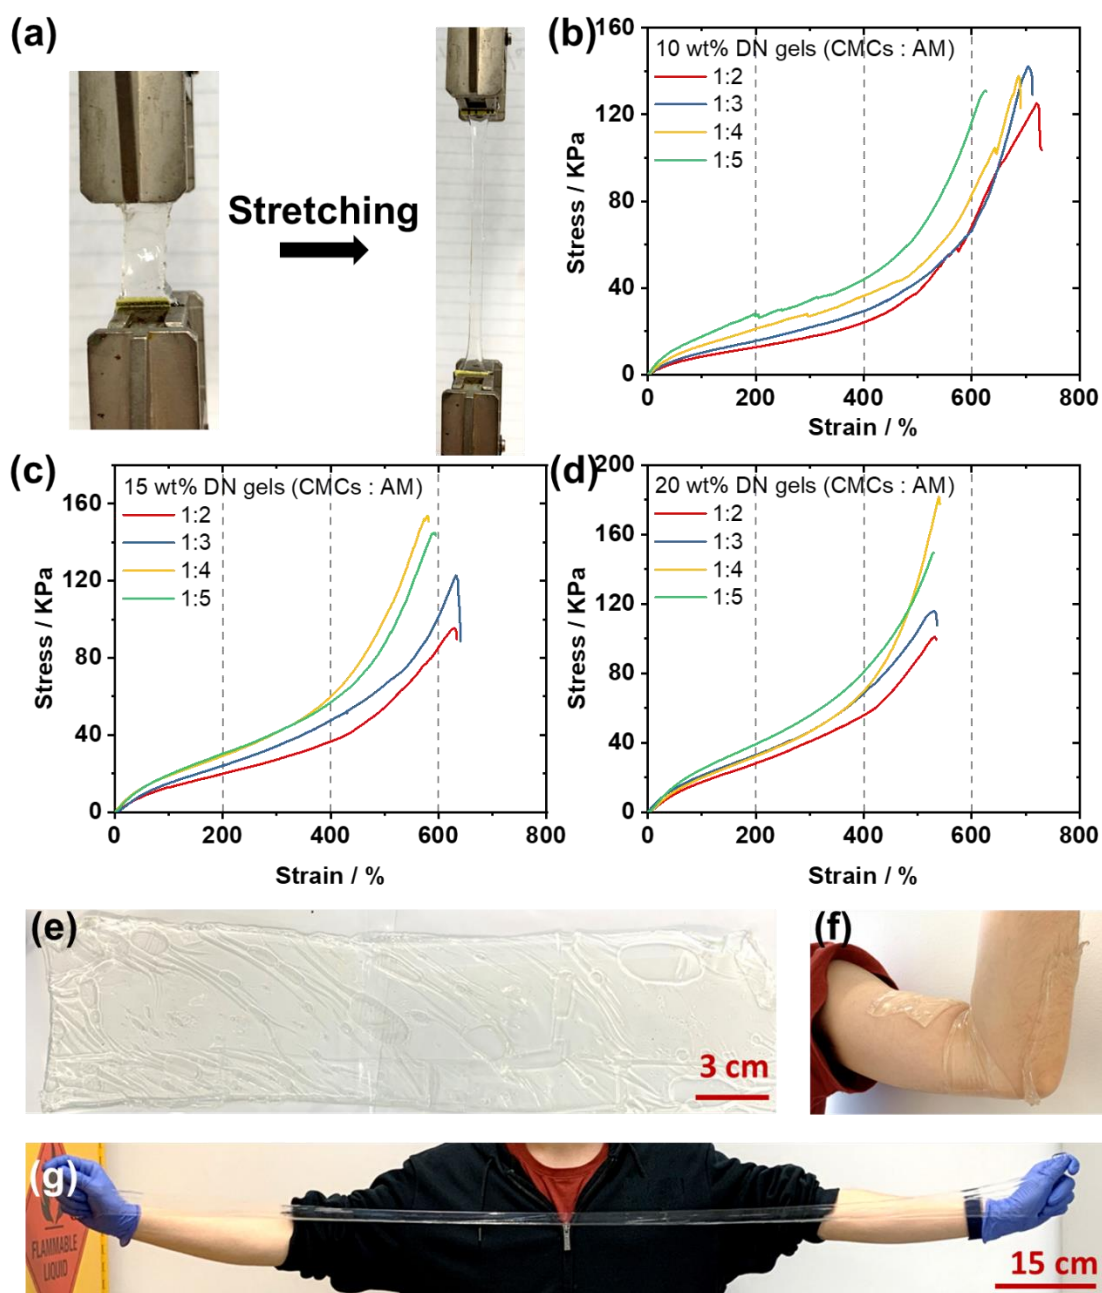 (a)
Stretching
(b)
10 wt% DN gels (CMCs : AM)
1:2
1:3
1:4
1:5
160
120
80
40
0
Stress / KPa
0 200 400 600 800
Strain / %
(c)
15 wt% DN gels (CMCs : AM)
1:2
1:3
1:4
1:5
160
120
80
40
0
Stress / KPa
0 200 400 600 800
Strain / %
(d)
20 wt% DN gels (CMCs : AM)
1:2
1:3
1:4
1:5
200
160
120
80
40
0
Stress / KPa
0 200 400 600 800
Strain / %
(e)
3 cm
(f)
(g)
FLAMMABLE
LIQUID
15 cm